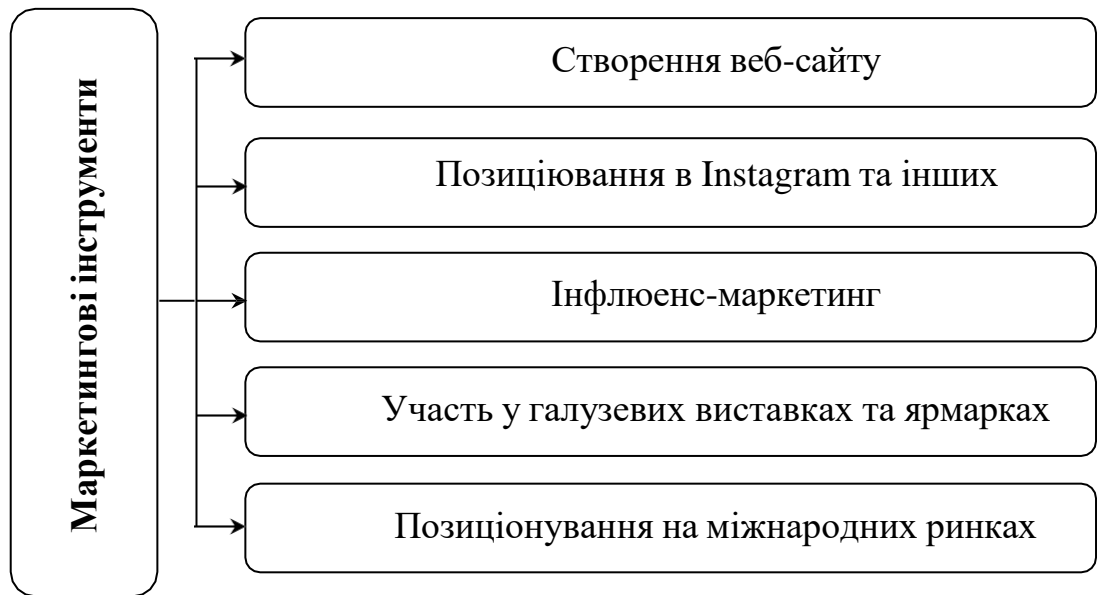 Маркетингові інструменти
Створення веб-сайту
Позиціювання в Instagram та інших
Інфлюенс-маркетинг
Участь у галузевих виставках та ярмарках
Позиціонування на міжнародних ринках